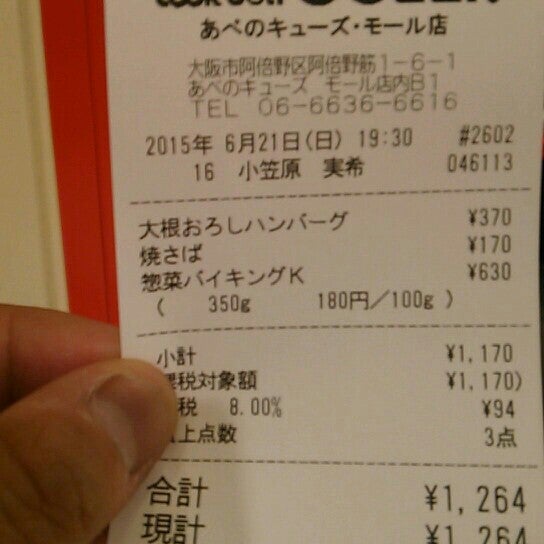 あべのキューズ・モール店
大阪市阿倍野区阿倍野筋1-6-1
あべのキューズ モール店内B1
TEL 06-6636-6616
2015年 6月21日(日) 19:30 #2602
16 小笠原 実希 046113
大根おろしハンバーグ ¥370
焼さば ¥170
惣菜バイキングK ¥630
( 350g 180円/100g )
小計 ¥1,170
税対象額 ¥1,170)
税 8.00% ¥94
上点数 3点
合計 ¥1,264
現計 ¥1,264